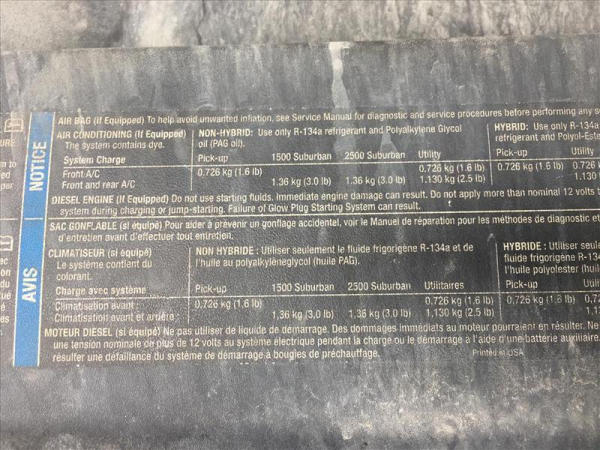 NOTICE
AIR BAG (If Equipped) To help avoid unwanted inflation, see Service Manual for diagnostic and service procedures before performing any
AIR CONDITIONING (If Equipped) NON-HYBRID: Use only R-134a refrigerant and Polyalkylene Glycol HYBRID: Use only R-134a
The system contains dye. oil (PAG oil). refrigerant and
System Charge Pick-up 1500 Suburban 2500 Suburban Utility Pick-up
Front A/C 0.726 kg (1.6 lb) 0.726 kg (1.6 lb) 0.726 kg (1.6 lb)
Front and rear A/C 1.36 kg (3.0 lb) 1.36 kg (3.0 lb) 1.130 kg (2.5 lb) 1.130
DIESEL ENGINE (If Equipped) Do not use starting fluids. Immediate engine damage can result. Do not apply more than nominal 12 volts
system during charging or jump-starting. Failure of Glow Plug Starting System can result.
AVIS
SAC GONFLABLE (si équipé) Pour aider à prévenir un gonflage accidentel, voir le Manuel de réparation pour les méthodes de diagnostic et
d'entretien avant d'effectuer tout entretien.
CLIMATISEUR (si équipé) NON HYBRIDE : Utiliser seulement le fluide frigorigène R-134a et de HYBRIDE : Utiliser
Le système contient du l'huile au polyalkylèneglycol (huile PAG). fluide frigorigène
colorant. l'huile polyester
Charge avec système Pick-up 1500 Suburban 2500 Suburban Utilitaires Pick-up
Climatisation avant : 0.726 kg (1.6 lb) 0.726 kg (1.6 lb) 0.726 kg (1.6 lb)
Climatisation avant et arrière : 1.36 kg (3.0 lb) 1.36 kg (3.0 lb) 1.130 kg (2.5 lb)
MOTEUR DIESEL (si équipé) Ne pas utiliser de liquide de démarrage. Des dommages immédiats au moteur pourraient en résulter. Ne
une tension nominale de plus de 12 volts au système électrique pendant la charge ou le démarrage à l'aide d'une batterie auxiliaire.
résulter une défaillance du système de démarrage à bougies de préchauffage. Printed in USA